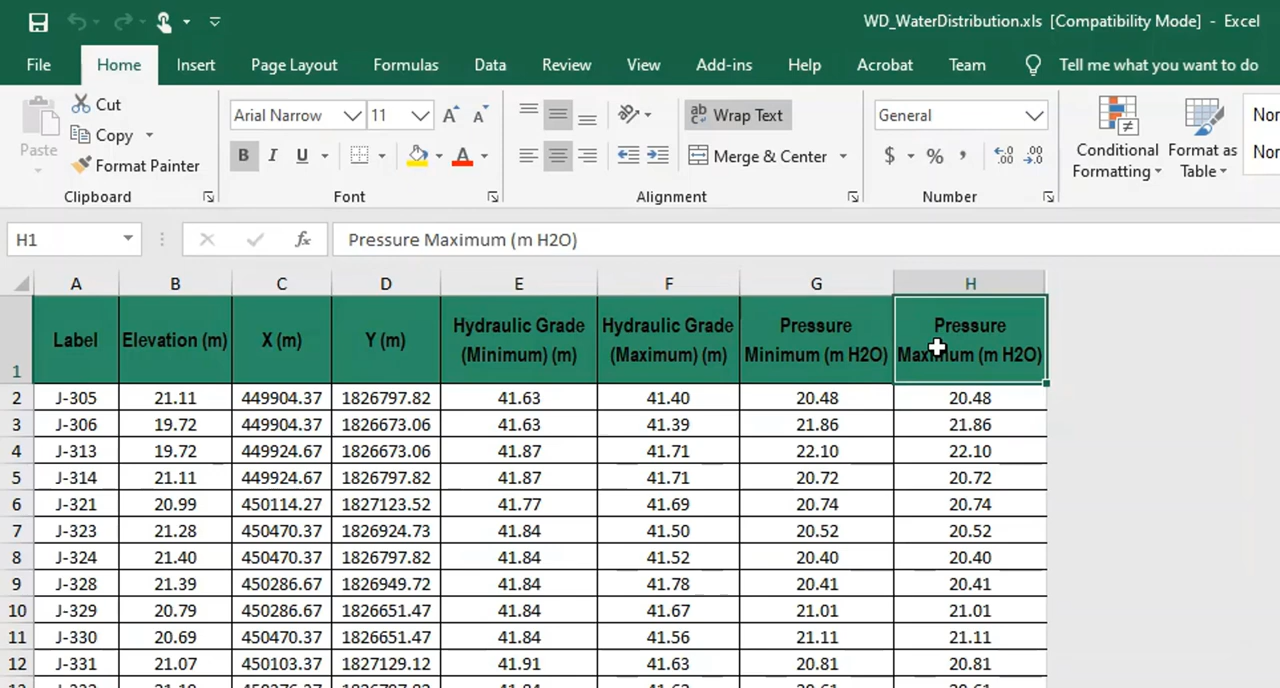 WD_WaterDistribution.xls [Compatibility Mode] - Excel
File Home Insert Page Layout Formulas Data Review View Add-ins Help Acrobat Team Tell me what you want to do
Paste
Cut
Copy
Format Painter
Clipboard
Arial Narrow 11 A A
B I U A
Font
ab Wrap Text
Merge & Center
Alignment
General
$ % , .00 .00
Number
Conditional Formatting
Format as Table
H1 fx Pressure Maximum (m H2O)
A B C D E F G H
1 Label Elevation (m) X (m) Y (m) Hydraulic Grade (Minimum) (m) Hydraulic Grade (Maximum) (m) Pressure Minimum (m H2O) Pressure Maximum (m H2O)
2 J-305 21.11 449904.37 1826797.82 41.63 41.40 20.48 20.48
3 J-306 19.72 449904.37 1826673.06 41.63 41.39 21.86 21.86
4 J-313 19.72 449924.67 1826673.06 41.87 41.71 22.10 22.10
5 J-314 21.11 449924.67 1826797.82 41.87 41.71 20.72 20.72
6 J-321 20.99 450114.27 1827123.52 41.77 41.69 20.74 20.74
7 J-323 21.28 450470.37 1826924.73 41.84 41.50 20.52 20.52
8 J-324 21.40 450470.37 1826797.82 41.84 41.52 20.40 20.40
9 J-328 21.39 450286.67 1826949.72 41.84 41.78 20.41 20.41
10 J-329 20.79 450286.67 1826651.47 41.84 41.67 21.01 21.01
11 J-330 20.69 450470.37 1826651.47 41.84 41.56 21.11 21.11
12 J-331 21.07 450103.37 1827129.12 41.91 41.63 20.81 20.81